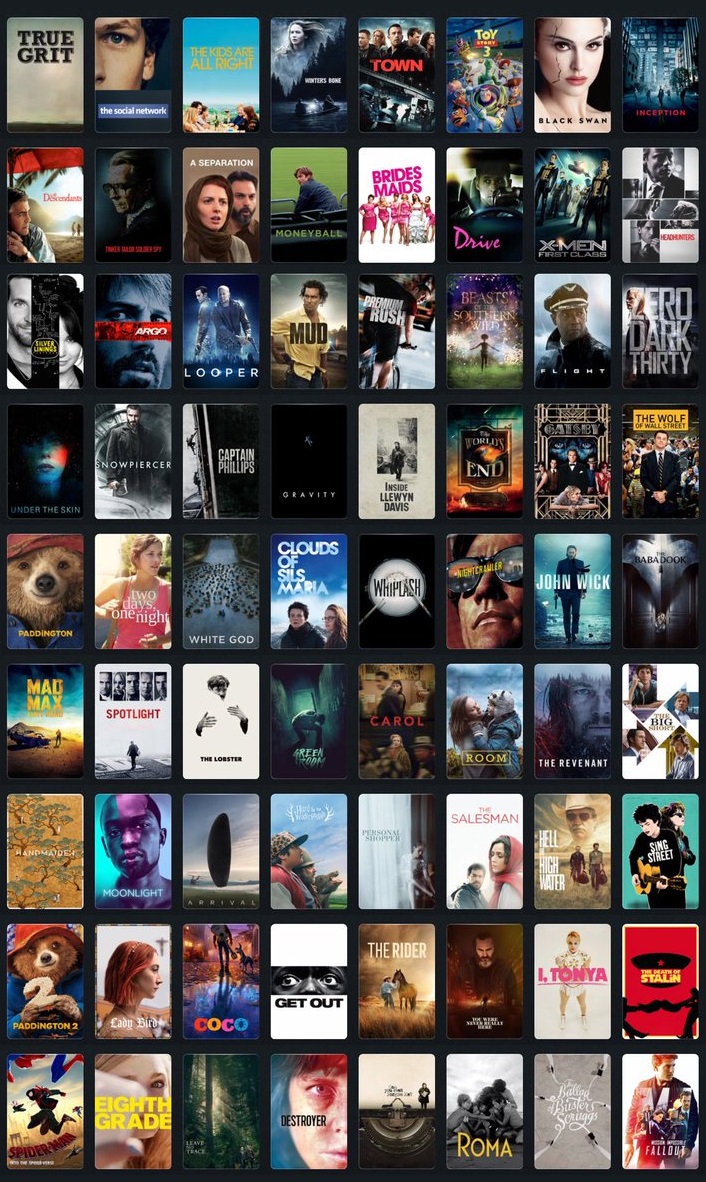 TRUE
GRIT
the social network
THE KIDS ARE
ALL RIGHT
WINTER'S BONE
THE
TOWN
TOY
STORY
3
BLACK SWAN
INCEPTION
The
Descendants
TINKER TAILOR SOLDIER SPY
A SEPARATION
MONEYBALL
BRIDES
MAIDS
Drive
X-MEN
FIRST CLASS
HEADHUNTERS
SILVER
LININGS
ARGO
LOOPER
MUD
PREMIUM
RUSH
BEASTS
OF THE
SOUTHERN
WILD
FLIGHT
ZERO
DARK
THIRTY
UNDER THE SKIN
SNOWPIERCER
CAPTAIN
PHILLIPS
GRAVITY
INSIDE
LLEWYN
DAVIS
The
WORLD'S
END
GATSBY
THE WOLF
OF WALL STREET
PADDINGTON
two
days,
one night
WHITE GOD
CLOUDS
OF
SILS
MARIA
WHIPLASH
NIGHTCRAWLER
JOHN WICK
THE
BABADOOK
MAD
MAX
FURY ROAD
SPOTLIGHT
THE LOBSTER
GREEN
ROOM
CAROL
ROOM
THE REVENANT
THE
BIG
SHORT
HANDMAIDEN
MOONLIGHT
ARRIVAL
Hunt for the
Wilderpeople
PERSONAL
SHOPPER
THE
SALESMAN
HELL
OR
HIGH
WATER
SING
STREET
2
PADDINGTON 2
Lady Bird
COCO
GET OUT
THE RIDER
YOU WERE
NEVER REALLY
HERE
I, TONYA
THE DEATH OF
STALIN
SPIDER-MAN
INTO THE SPIDER-VERSE
EIGHTH
GRADE
LEAVE
NO
TRACE
DESTROYER
ROMA
The
Ballad
of Buster
Scruggs
MISSION: IMPOSSIBLE
FALLOUT